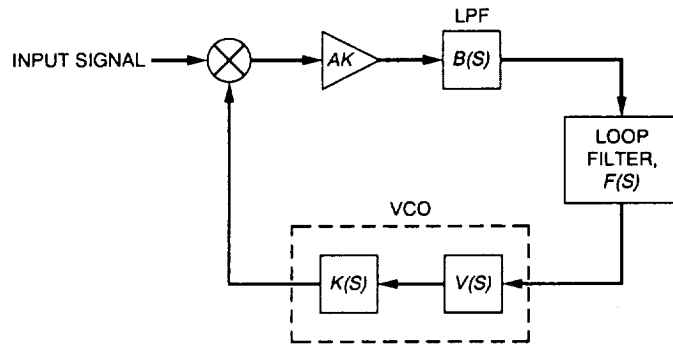 LPF
INPUT SIGNAL
AK
B(S)
LOOP
FILTER,
F(S)
VCO
K(S)
V(S)